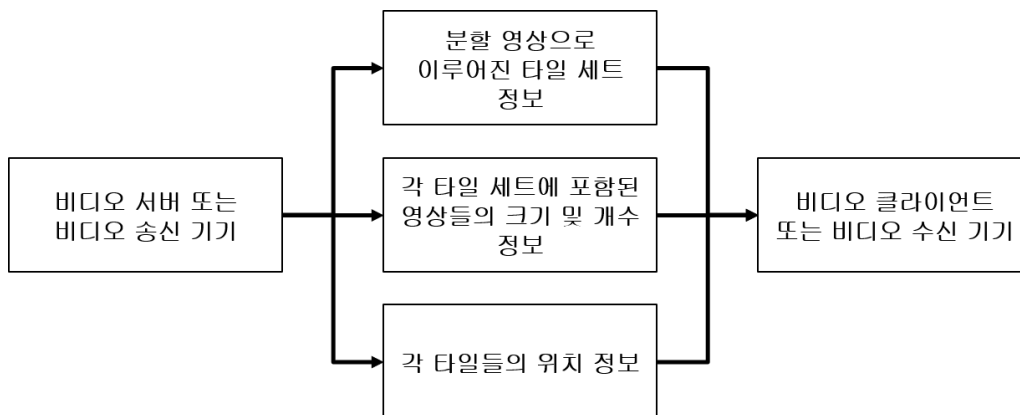 분할 영상으로
이루어진 타일 세트
정보
비디오 서버 또는
비디오 송신 기기
각 타일 세트에 포함된
영상들의 크기 및 개수
정보
비디오 클라이언트
또는 비디오 수신 기기
각 타일들의 위치 정보